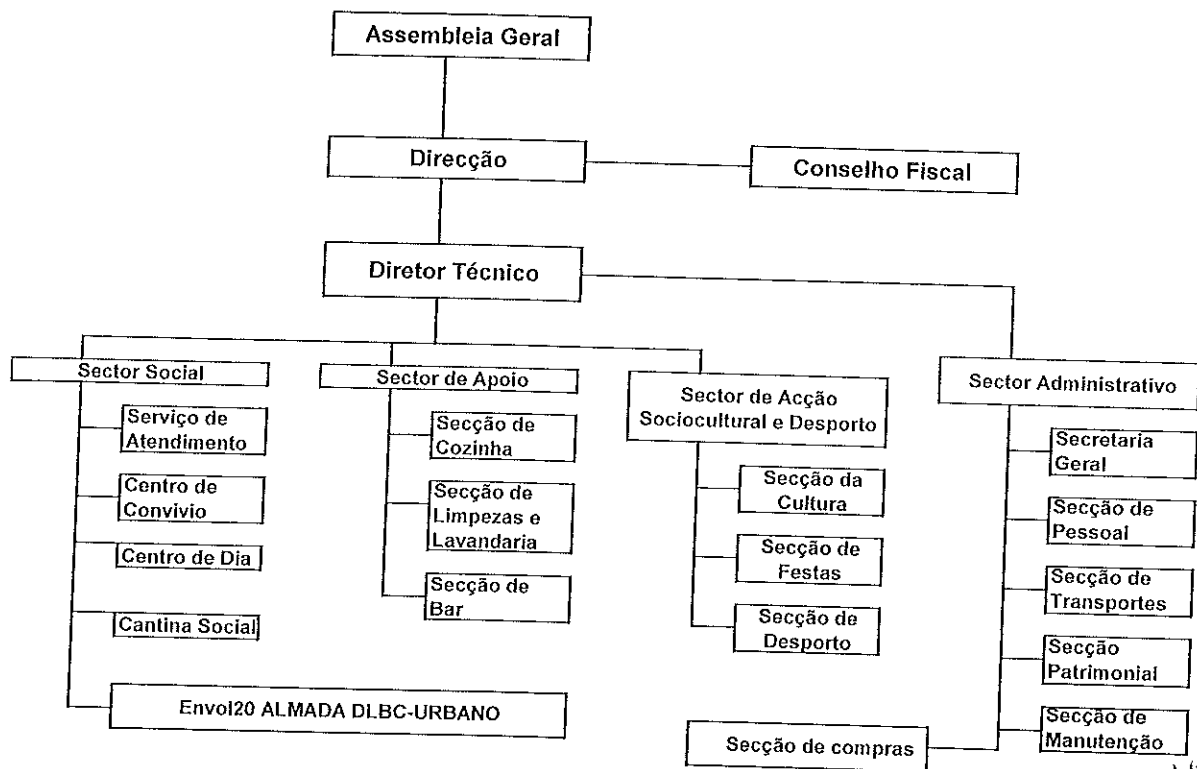 Assembleia Geral
Direcção
Conselho Fiscal
Diretor Técnico
Sector Social
Serviço de
Atendimento
Centro de
Convivio
Centro de Dia
Cantina Social
Envol20 ALMADA DLBC-URBANO
Sector de Apoio
Secção de
Cozinha
Secção de
Limpezas e
Lavandaria
Secção de
Bar
Sector de Acção
Sociocultural e Desporto
Secção da
Cultura
Secção de
Festas
Secção de
Desporto
Sector Administrativo
Secretaria
Geral
Secção de
Pessoal
Secção de
Transportes
Secção
Patrimonial
Secção de
Manutenção
Secção de compras